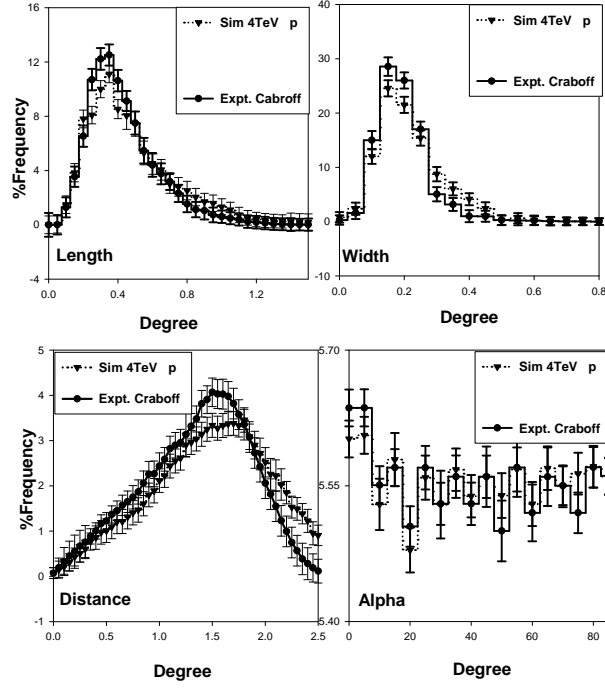 Sim 4TeV p
Expt. Cabroff
%Frequency
16
12
8
4
0
-4
Length
0.0 0.4 0.8 1.2
Degree
Sim 4TeV p
Expt. Craboff
40
30
20
10
0
-10
Width
0.0 0.2 0.4 0.6 0.8
Degree
Sim 4TeV p
Expt. Craboff
%Frequency
5
4
3
2
1
0
-1
Distance
0.0 0.5 1.0 1.5 2.0 2.5
Degree
Sim 4TeV p
Expt. Craboff
5.70
5.55
5.40
Alpha
0 20 40 60 80
Degree